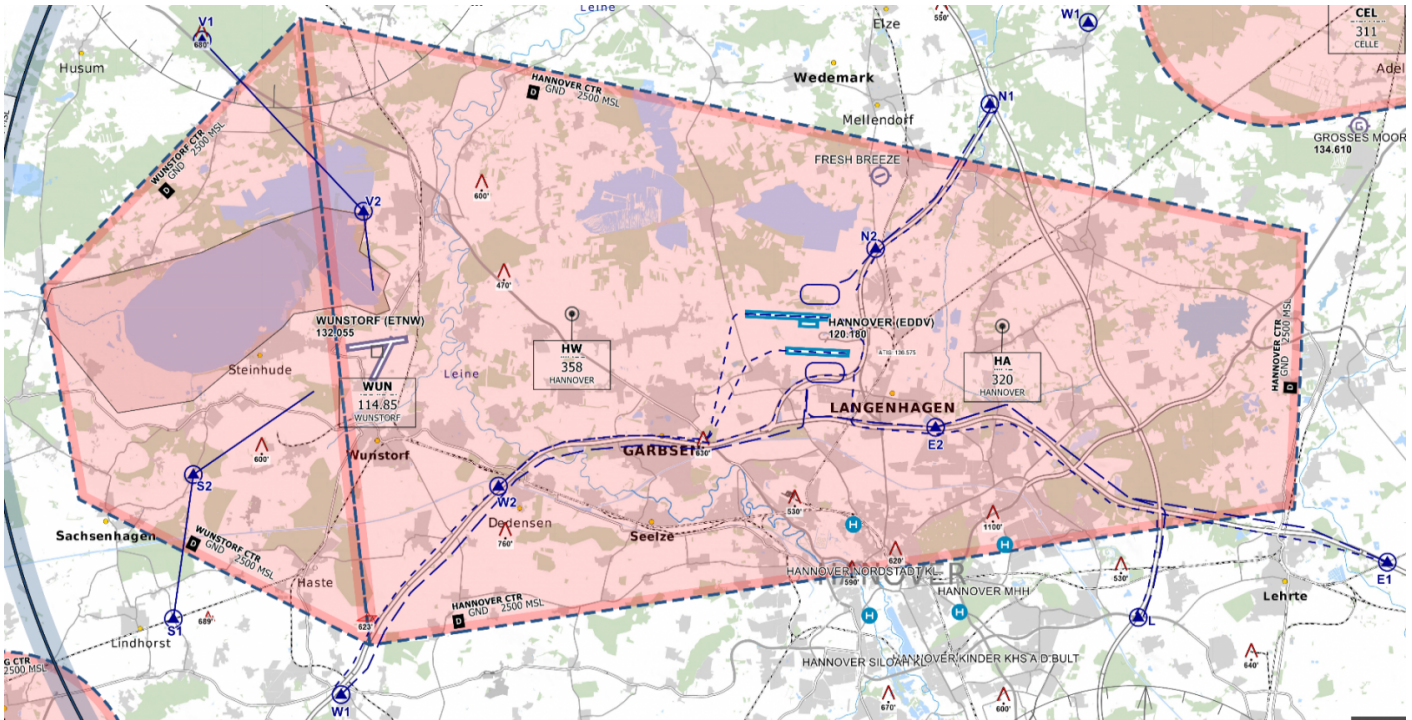 V1
680'
Leine
Elze
550'
W1
CEL
311
CELLE
Husum
Adel
HANNOVER CTR
GND 2500 MSL
D
Wedemark
N1
Mellendorf
GROSSES MOOR
134.610
G
WUNSTORF CTR
GND 2500 MSL
D
600'
FRESH BREEZE
V2
N2
470'
WUNSTORF (ETNW)
132.055
HANNOVER (EDDV)
120.180
HANNOVER CTR
GND 2500 MSL
D
HW
358
HANNOVER
HA
320
HANNOVER
Steinhude
Leine
WUN
114.85
WUNSTORF
LANGENHAGEN
E2
600'
Wunstorf
GARBSEN
630'
S2
W2
Dedensen
760'
530'
H
1100'
Seelze
Sachsenhagen
WUNSTORF CTR
GND 2500 MSL
D
H
620'
530'
E1
Haste
HANNOVER NORDSTADT KL.
590'
HANNOVER
HANNOVER MHH
Lehrte
HANNOVER CTR
GND 2500 MSL
D
S1
689'
623'
H
H
L
Lindhorst
G CTR
2500 MSL
HANNOVER SILOAH KL
HANNOVER KINDER KHS A D.BULT
640'
W1
670'
600'